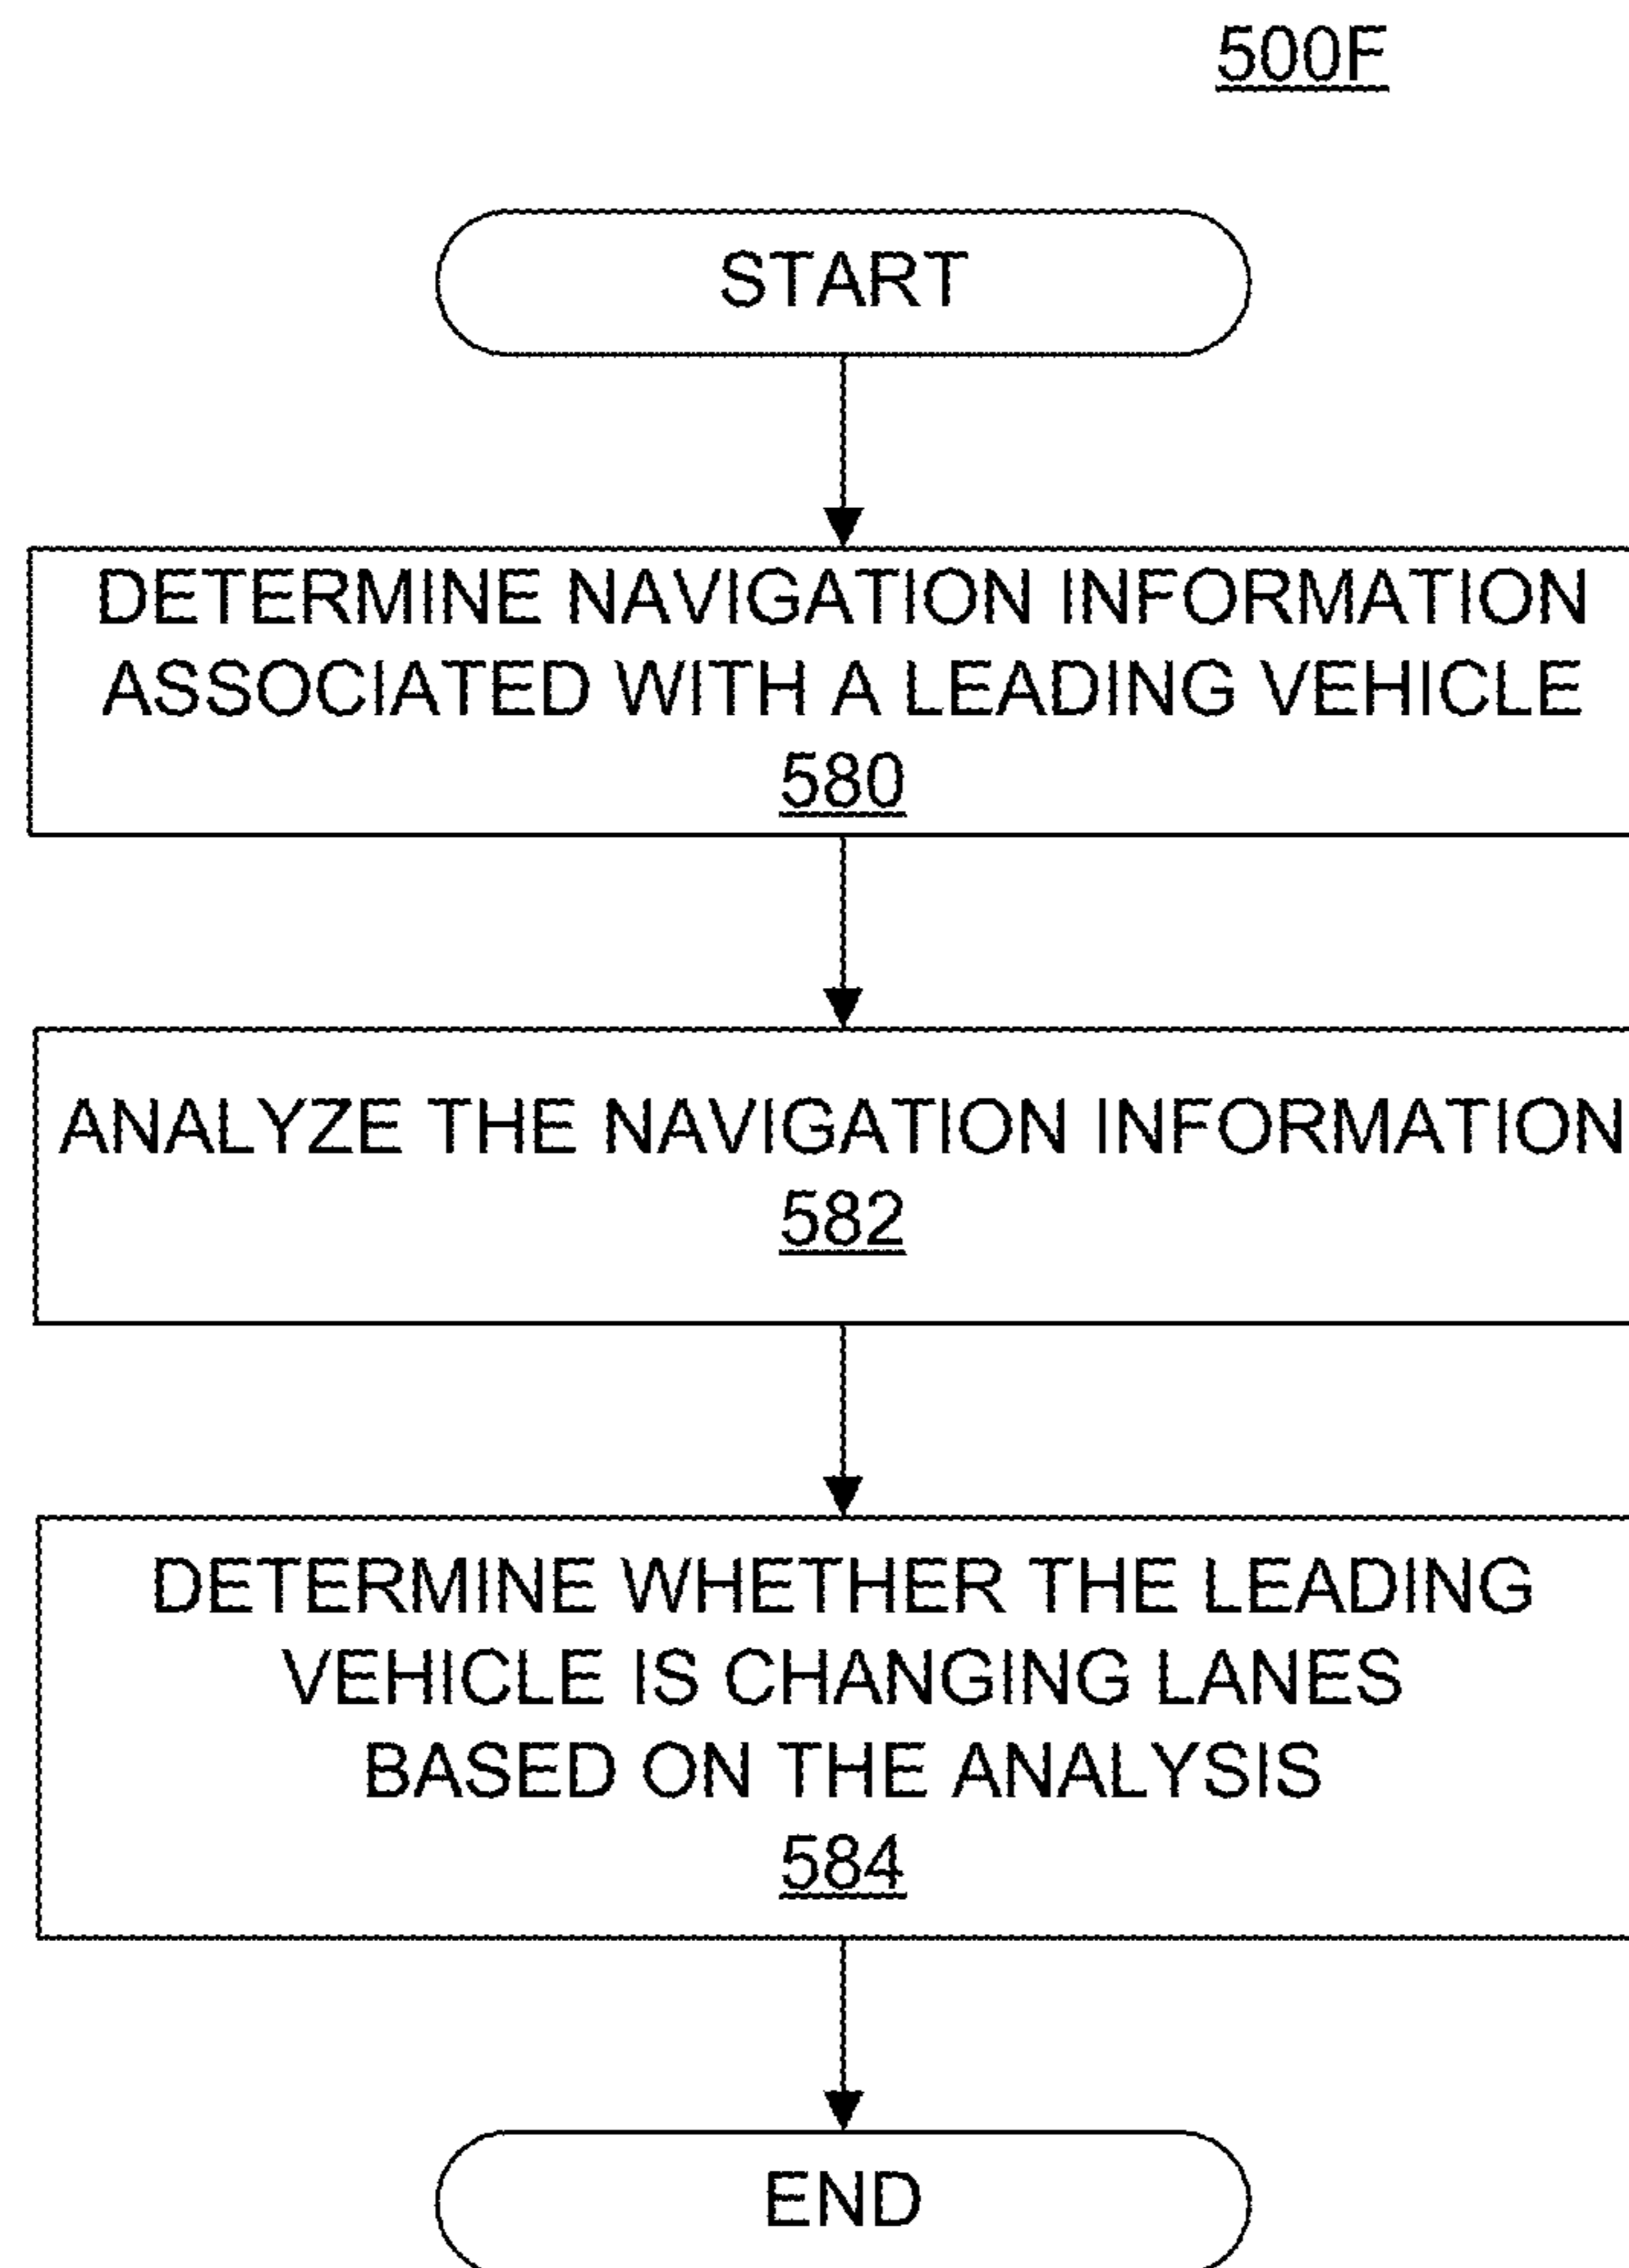 500F
START
DETERMINE NAVIGATION INFORMATION
ASSOCIATED WITH A LEADING VEHICLE
580
ANALYZE THE NAVIGATION INFORMATION
582
DETERMINE WHETHER THE LEADING
VEHICLE IS CHANGING LANES
BASED ON THE ANALYSIS
584
END